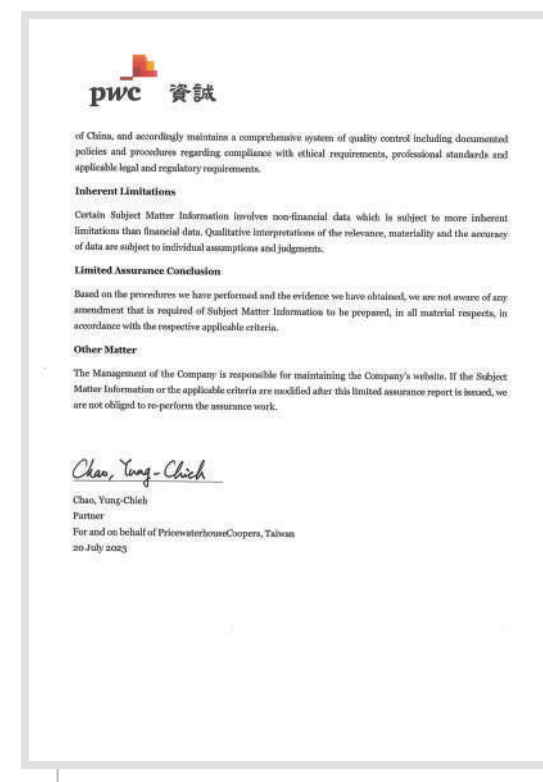 pwc 資誠
of China, and accordingly maintains a comprehensive system of quality control including documented
policies and procedures regarding compliance with ethical requirements, professional standards and
applicable legal and regulatory requirements.
Inherent Limitations
Certain Subject Matter Information involves non-financial data which is subject to more inherent
limitations than financial data. Qualitative interpretations of the relevance, materiality and the accuracy
of data are subject to individual assumptions and judgments.
Limited Assurance Conclusion
Based on the procedures we have performed and the evidence we have obtained, we are not aware of any
amendment that is required of Subject Matter Information to be prepared, in all material respects, in
accordance with the respective applicable criteria.
Other Matter
The Management of the Company is responsible for maintaining the Company's website. If the Subject
Matter Information or the applicable criteria are modified after this limited assurance report is issued, we
are not obliged to re-perform the assurance work.
Chao, Yung-Chieh
Chao, Yung-Chieh
Partner
For and on behalf of PricewaterhouseCoopers, Taiwan
20 July 2023